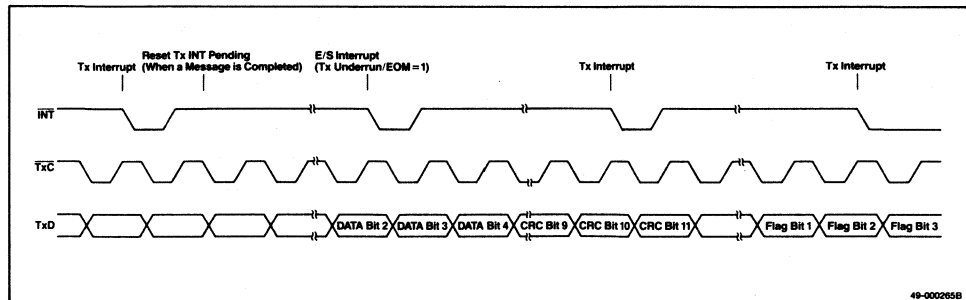 Reset Tx INT Pending
E/S Interrupt
Tx Interrupt (When a Message is Completed) (Tx Underrun/EOM = 1) Tx Interrupt Tx Interrupt
INT
TxC
TxD DATA Bit 2 DATA Bit 3 DATA Bit 4 CRC Bit 9 CRC Bit 10 CRC Bit 11 Flag Bit 1 Flag Bit 2 Flag Bit 3
49-000265B